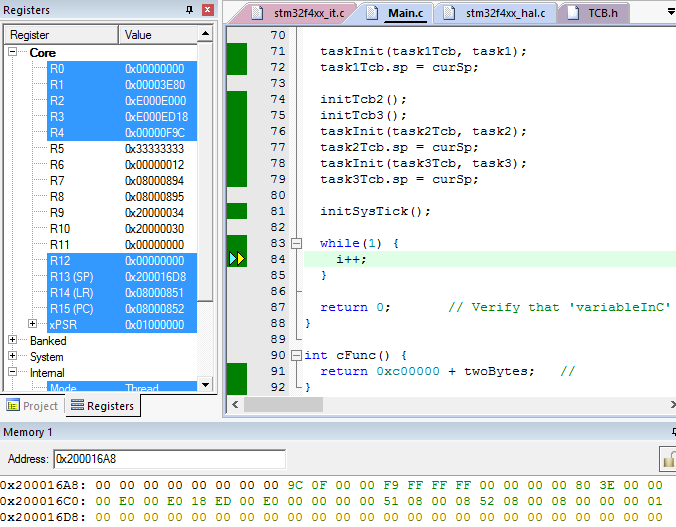 Registers
Register Value
Core
R0 0x00000000
R1 0x00003E80
R2 0xE000E000
R3 0xE000ED18
R4 0x00000F9C
R5 0x33333333
R6 0x00000012
R7 0x08000894
R8 0x08000895
R9 0x20000034
R10 0x20000030
R11 0x00000000
R12 0x00000000
R13 (SP) 0x200016D8
R14 (LR) 0x08000851
R15 (PC) 0x08000852
xPSR 0x01000000
Banked
System
Internal
Mode Thread
Project Registers
stm32f4xx_it.c Main.c stm32f4xx_hal.c TCB.h
70
71 taskInit(task1Tcb, task1);
72 task1Tcb.sp = curSp;
73
74 initTcb2();
75 initTcb3();
76 taskInit(task2Tcb, task2);
77 task2Tcb.sp = curSp;
78 taskInit(task3Tcb, task3);
79 task3Tcb.sp = curSp;
80
81 initSysTick();
82
83 while(1) {
84 i++;
85 }
86
87 return 0; // Verify that 'variableInC'
88 }
89
90 int cFunc() {
91 return 0xc00000 + twoBytes; //
92 }
Memory 1
Address: 0x200016A8
0x200016A8: 00 00 00 00 00 00 00 00 9C 0F 00 00 F9 FF FF FF 00 00 00 00 80 3E 00 00
0x200016C0: 00 E0 00 E0 18 ED 00 E0 00 00 00 00 51 08 00 08 52 08 00 08 00 00 00 01
0x200016D8: 00 00 00 00 00 00 00 00 00 00 00 00 00 00 00 00 00 00 00 00 00 00 00 00